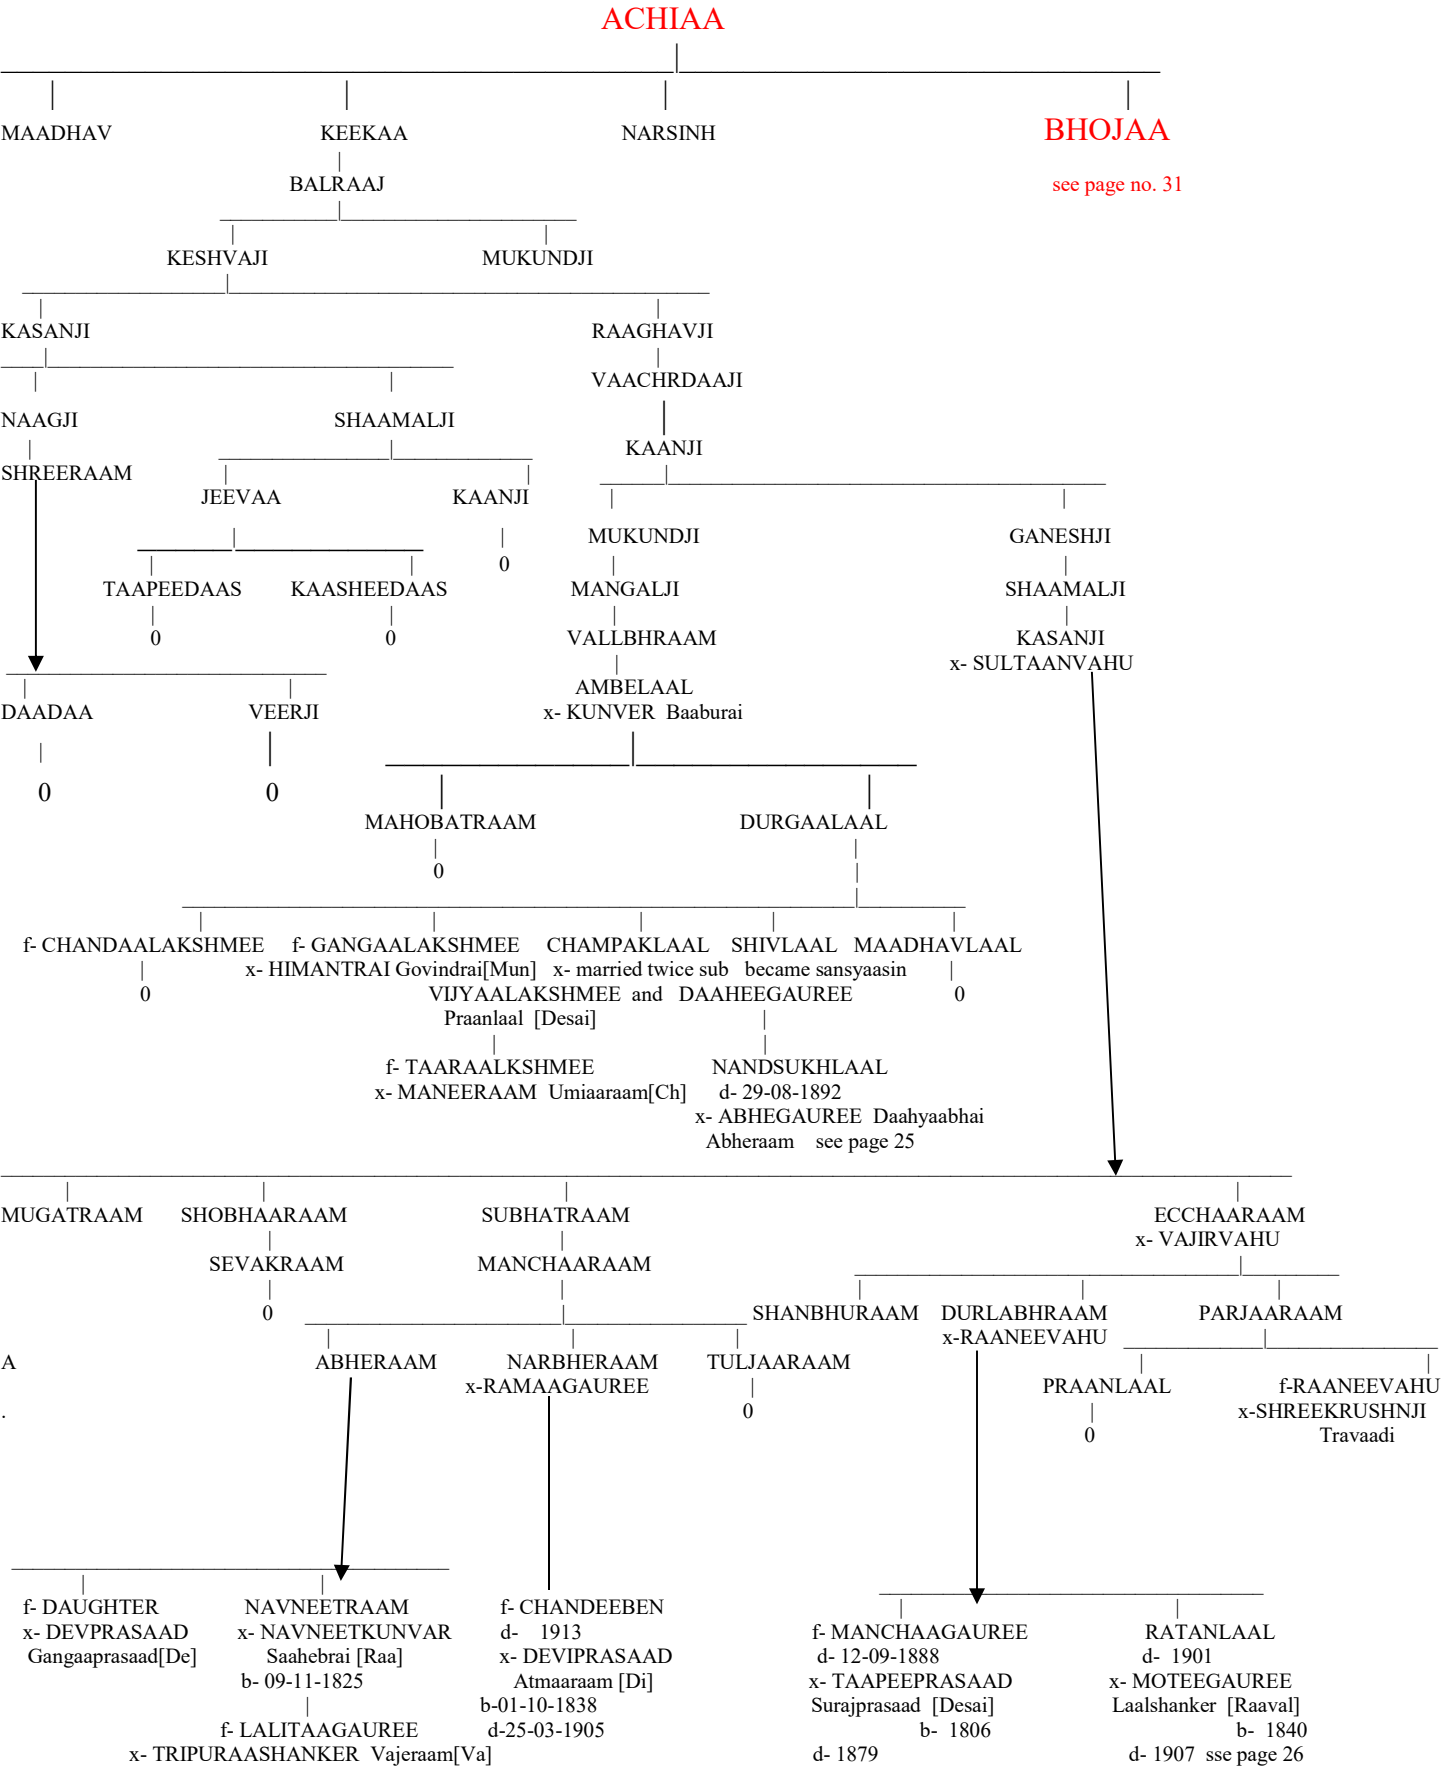 ACHIAA
MAADHAV KEEKAA NARSINH BHOJAA
BALRAAJ see page no. 31
KESHVAJI MUKUNDJI
KASANJI RAAGHAVJI
VAACHRDAAJI
NAAGJI SHAAMALJI
KAANJI
SHREERAAM
JEEVAA KAANJI
MUKUNDJI GANESHJI
0
TAAPEEDAAS KAASHEEDAAS MANGALJI SHAAMALJI
0 0 VALLBHRAAM KASANJI
x- SULTAANVAHU
AMBELAAL
DAADAA VEERJI x- KUNVER Baaburai
0 0
MAHOBATRAAM DURGAALAAL
0
f- CHANDAALAKSHMEE f- GANGAALAKSHMEE CHAMPAKLAAL SHIVLAAL MAADHAVLAAL
x- HIMANTRAI Govindrai[Mun] x- married twice sub became sansyaasin
0 VIJYAALAKSHMEE and DAAHEEGAUREE 0
Praanlaal [Desai]
f- TAARAALKSHMEE NANDSUKHLAAL
x- MANEERAAM Umiaaraam[Ch] d- 29-08-1892
x- ABHEGAUREE Daahyaabhai
Abheraam see page 25
MUGATRAAM SHOBHAARAAM SUBHATRAAM ECCHAARAAM
x- VAJIRVAHU
SEVAKRAAM MANCHAARAAM
0 SHANBHURAAM DURLABHRAAM PARJAARAAM
x-RAANEEVAHU
A ABHERAAM NARBHERAAM TULJAARAAM
x-RAMAAGAUREE PRAANLAAL f-RAANEEVAHU
. 0 x-SHREEKRUSHNJI
0 Travaadi
f- DAUGHTER NAVNEETRAAM f- CHANDEEBEN
x- DEVPRASAAD x- NAVNEETKUNVAR d- 1913 f- MANCHAAGAUREE RATANLAAL
Gangaaprasaad[De] Saahebrai [Raa] x- DEVIPRASAAD d- 12-09-1888 d- 1901
b- 09-11-1825 Atmaaraam [Di] x- TAAPEEPRASAAD x- MOTEEGAUREE
b-01-10-1838 Surajprasaad [Desai] Laalshanker [Raaval]
f- LALITAAGAUREE d-25-03-1905 b- 1806 b- 1840
x- TRIPURAASHANKER Vajeraam[Va] d- 1879 d- 1907 sse page 26